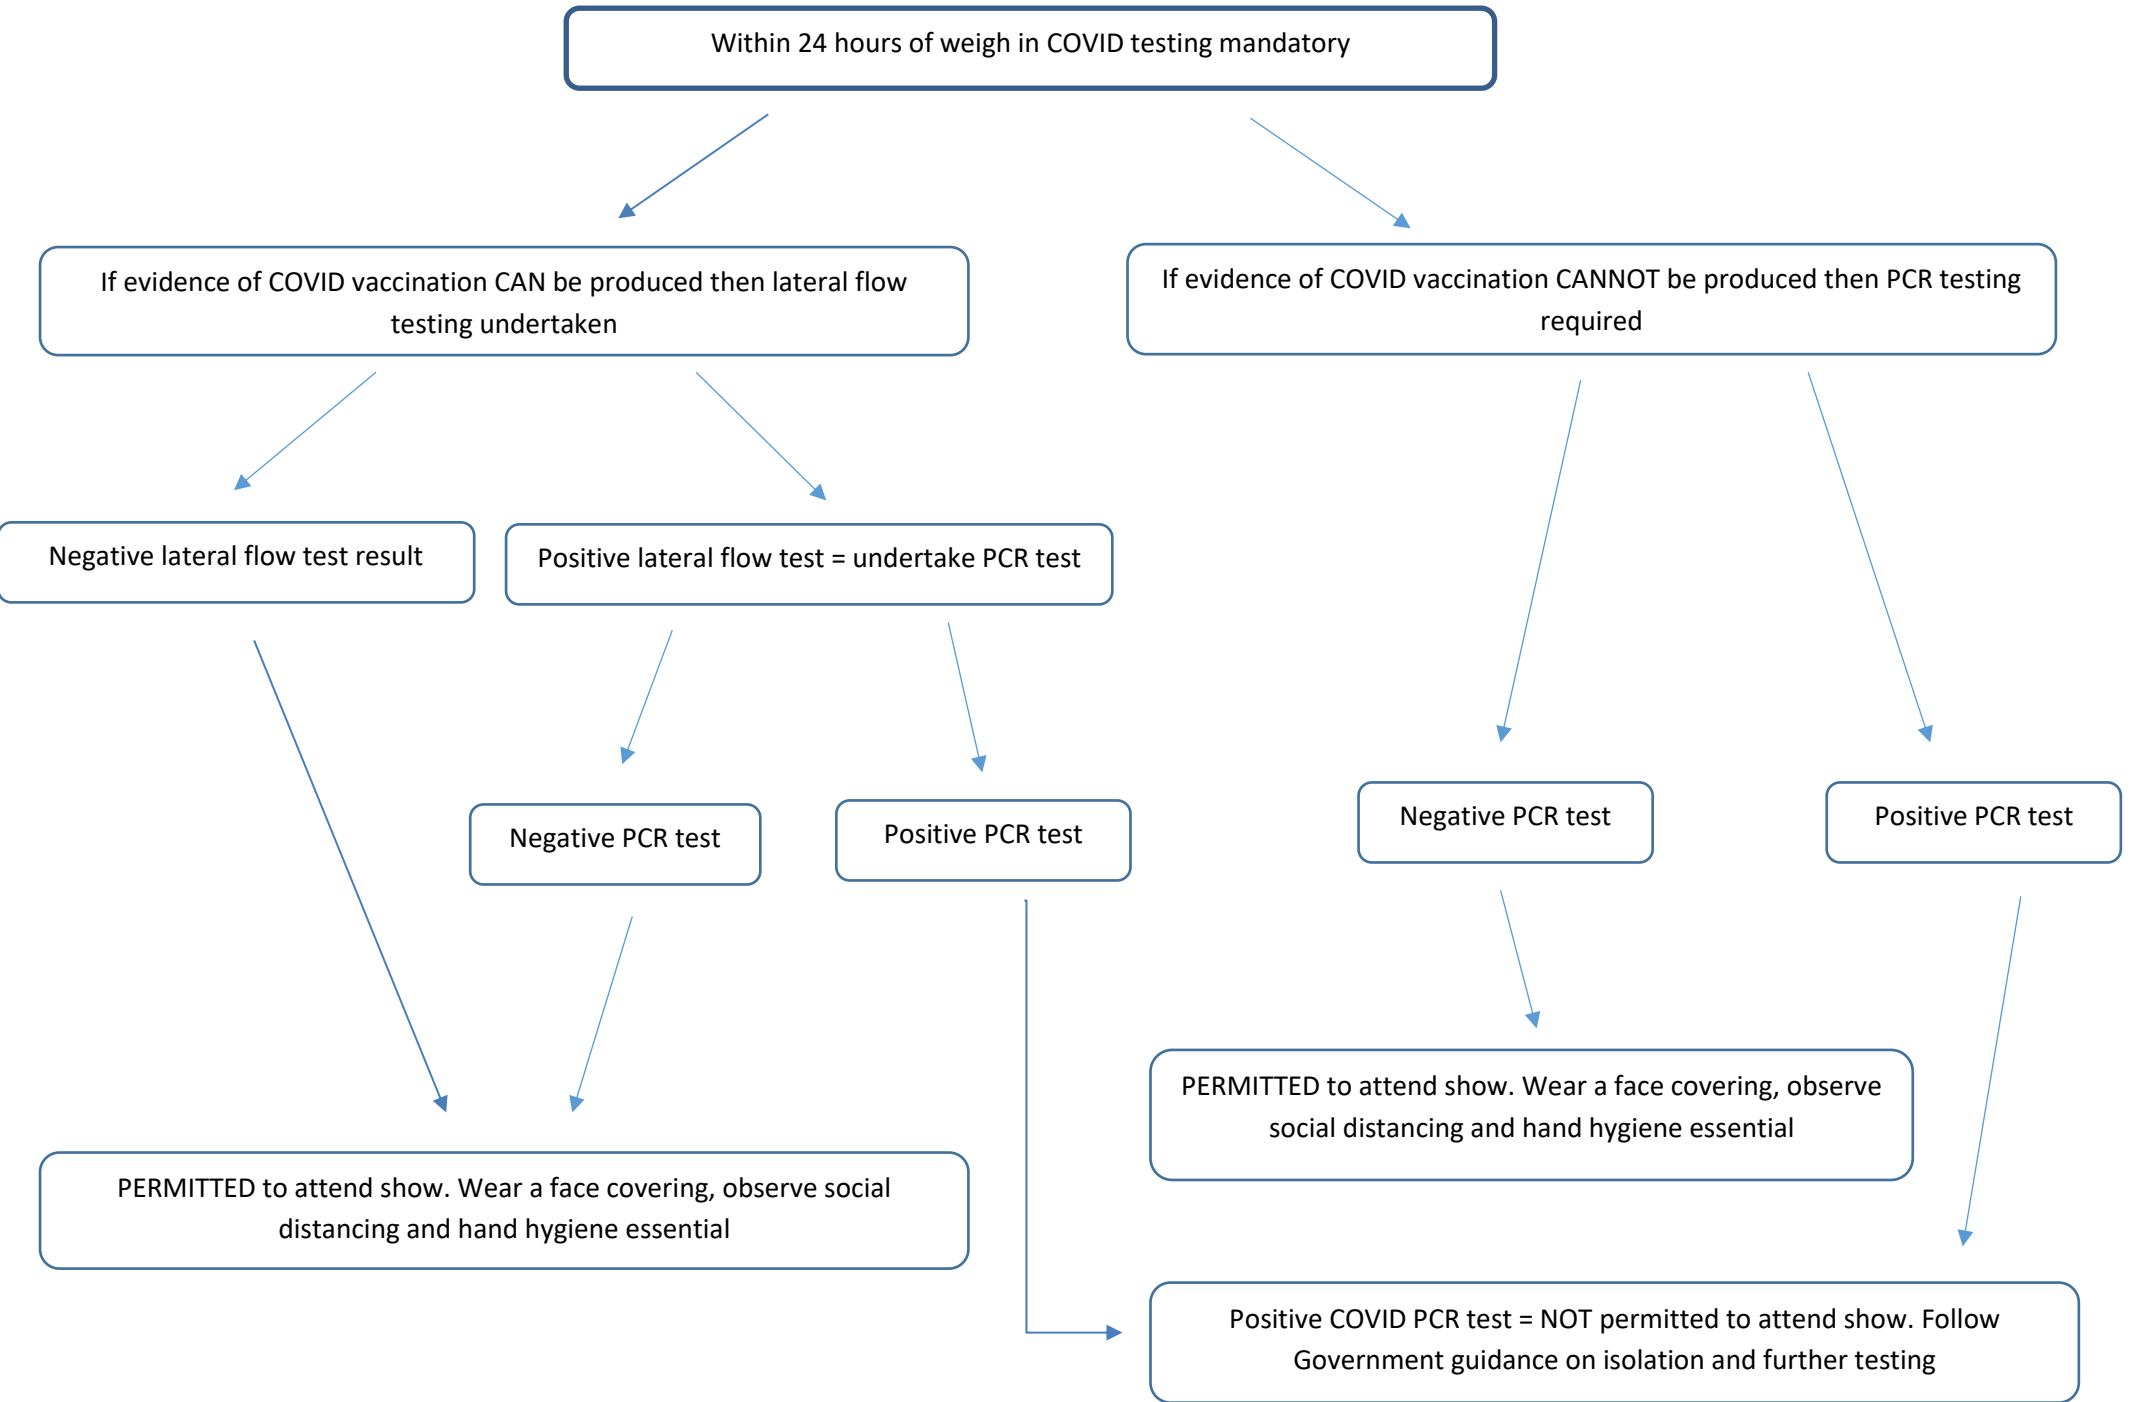 Within 24 hours of weigh in COVID testing mandatory
If evidence of COVID vaccination CAN be produced then lateral flow
testing undertaken
If evidence of COVID vaccination CANNOT be produced then PCR testing
required
Negative lateral flow test result
Positive lateral flow test = undertake PCR test
Negative PCR test
Positive PCR test
Negative PCR test
Positive PCR test
PERMITTED to attend show. Wear a face covering, observe social
distancing and hand hygiene essential
PERMITTED to attend show. Wear a face covering, observe
social distancing and hand hygiene essential
Positive COVID PCR test = NOT permitted to attend show. Follow
Government guidance on isolation and further testing